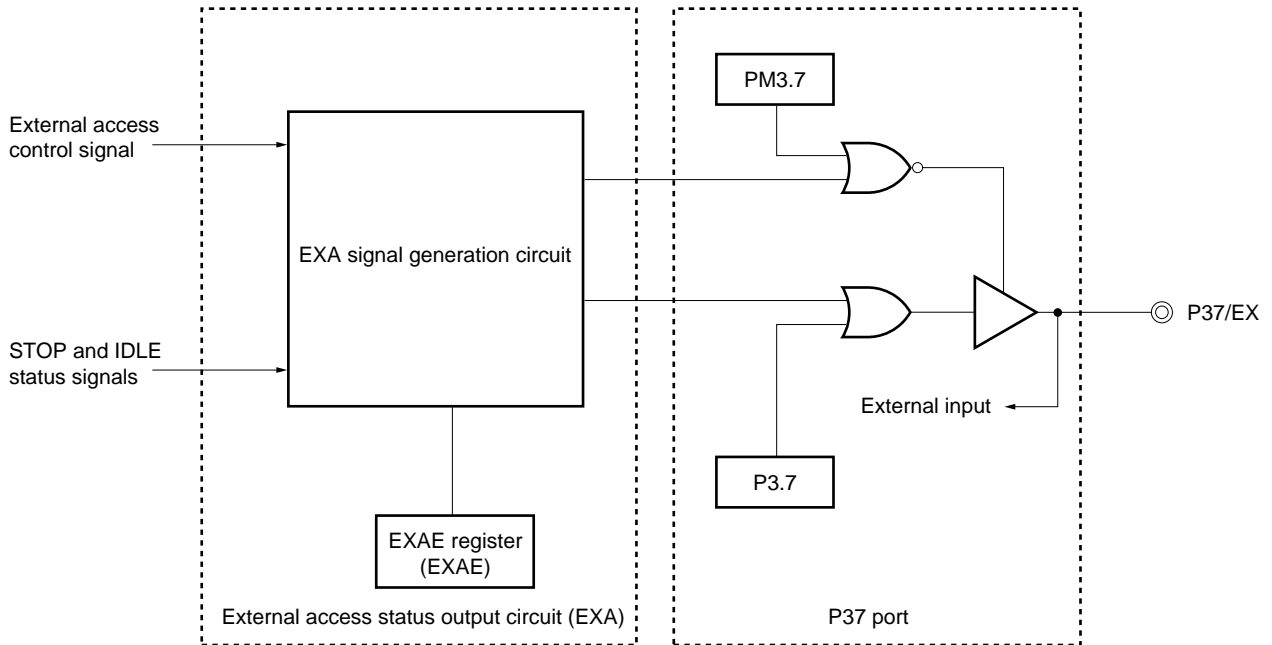 External access
control signal
PM3.7
EXA signal generation circuit
P37/EX
STOP and IDLE
status signals
External input
P3.7
EXAE register
(EXAE)
External access status output circuit (EXA)
P37 port